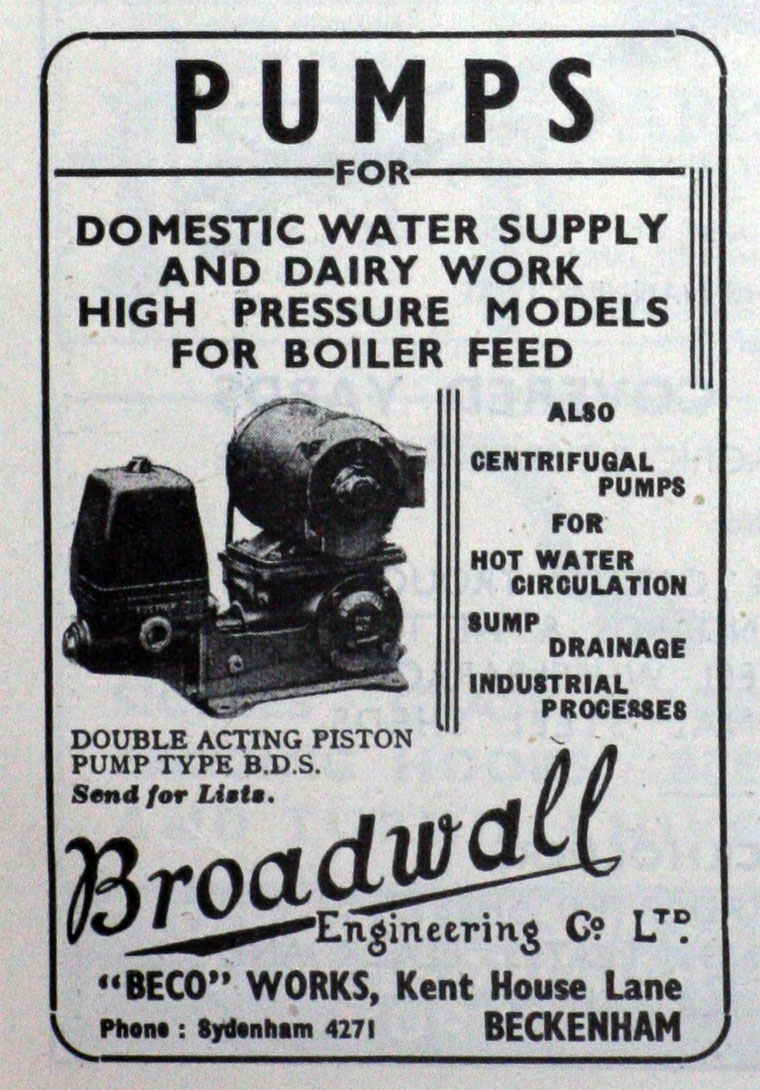 PUMPS
FOR
DOMESTIC WATER SUPPLY
AND DAIRY WORK
HIGH PRESSURE MODELS
FOR BOILER FEED
ALSO
CENTRIFUGAL
PUMPS
FOR
HOT WATER
CIRCULATION
SUMP
DRAINAGE
INDUSTRIAL
PROCESSES
DOUBLE ACTING PISTON
PUMP TYPE B.D.S.
Send for Lists.
Broadwall
Engineering Co LTD.
"BECO" WORKS, Kent House Lane
Phone : Sydenham 4271 BECKENHAM